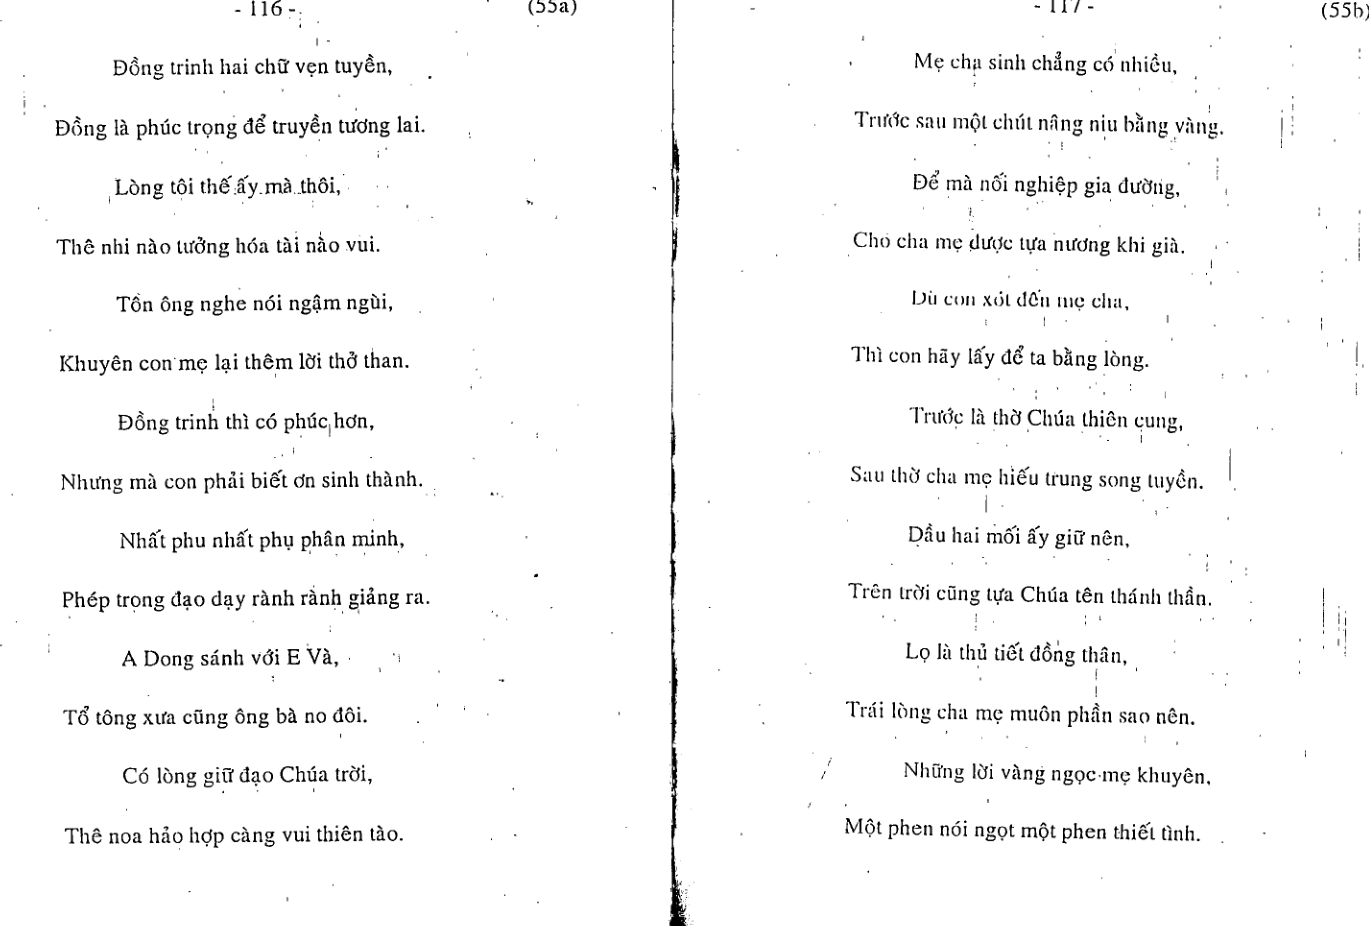 - 116 -
(55a)
Đồng trinh hai chữ vẹn tuyền,
Đồng là phúc trọng để truyền tương lai.
Lòng tôi thế ấy mà thôi,
Thê nhi nào tưởng hóa tài nào vui.
Tồn ông nghe nói ngậm ngùi,
Khuyên con mẹ lại thêm lời thở than.
Đồng trinh thì có phúc hơn,
Nhưng mà con phải biết ơn sinh thành.
Nhất phu nhất phụ phân minh,
Phép trong đạo dạy rành rành giảng ra.
A Dong sánh với E Và,
Tổ tông xưa cũng ông bà no đôi.
Có lòng giữ đạo Chúa trời,
Thê noa hảo hợp càng vui thiên tào.
- 117 -
(55b)
Mẹ cha sinh chẳng có nhiều,
Trước sau một chút nâng niu bằng vàng.
Để mà nối nghiệp gia đường,
Cho cha mẹ được tựa nương khi già.
Dù con xót đến mẹ cha,
Thì con hãy lấy để ta bằng lòng.
Trước là thờ Chúa thiên cung,
Sau thờ cha mẹ hiếu trung song tuyền.
Dầu hai mối ấy giữ nên,
Trên trời cũng tựa Chúa tên thánh thần.
Lọ là thủ tiết đồng thân,
Trái lòng cha mẹ muôn phần sao nên.
Những lời vàng ngọc mẹ khuyên,
Một phen nói ngọt một phen thiết tình.